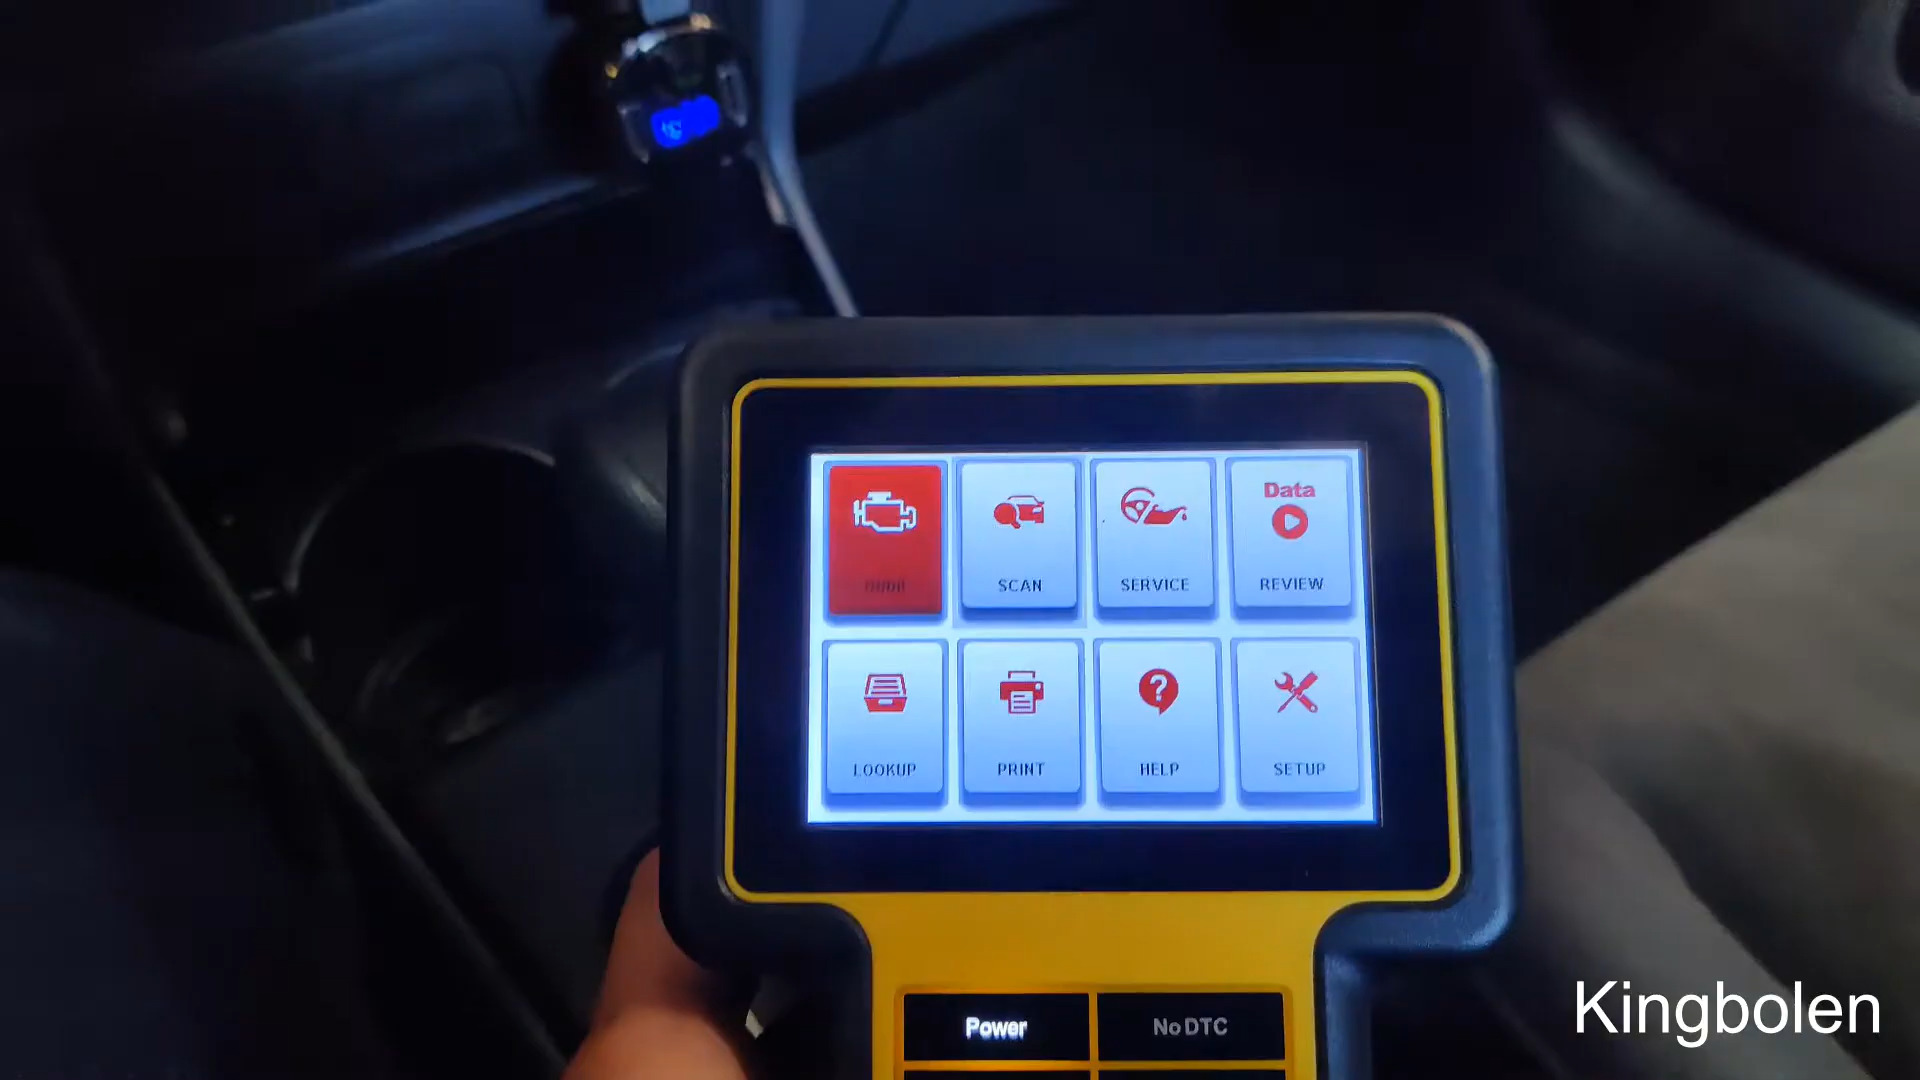 Data
SCAN
SERVICE
REVIEW
LOOKUP
PRINT
HELP
SETUP
Power
No DTC
Kingbolen